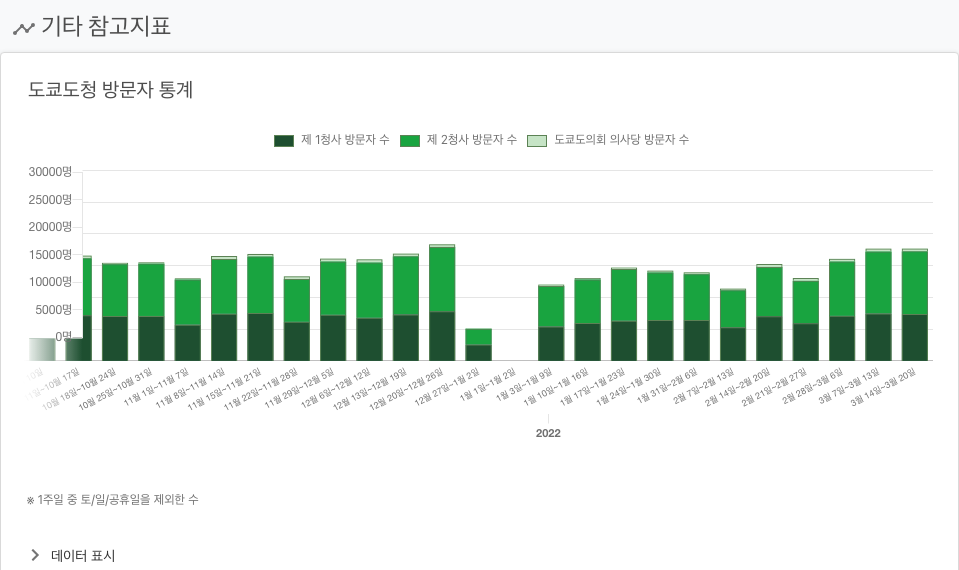 기타 참고지표
도쿄도청 방문자 통계
제 1청사 방문자 수 제 2청사 방문자 수 도쿄도의회 의사당 방문자 수
30000명
25000명
20000명
15000명
10000명
5000명
0명
10월 18일~10월 24일
10월 25일~10월 31일
11월 1일~11월 7일
11월 8일~11월 14일
11월 15일~11월 21일
11월 22일~11월 28일
11월 29일~12월 5일
12월 6일~12월 12일
12월 13일~12월 19일
12월 20일~12월 26일
12월 27일~1월 2일
1월 1일~1월 2일
1월 3일~1월 9일
1월 10일~1월 16일
1월 17일~1월 23일
1월 24일~1월 30일
1월 31일~2월 6일
2월 7일~2월 13일
2월 14일~2월 20일
2월 21일~2월 27일
2월 28일~3월 6일
3월 7일~3월 13일
3월 14일~3월 20일
2022
※ 1주일 중 토/일/공휴일을 제외한 수
데이터 표시